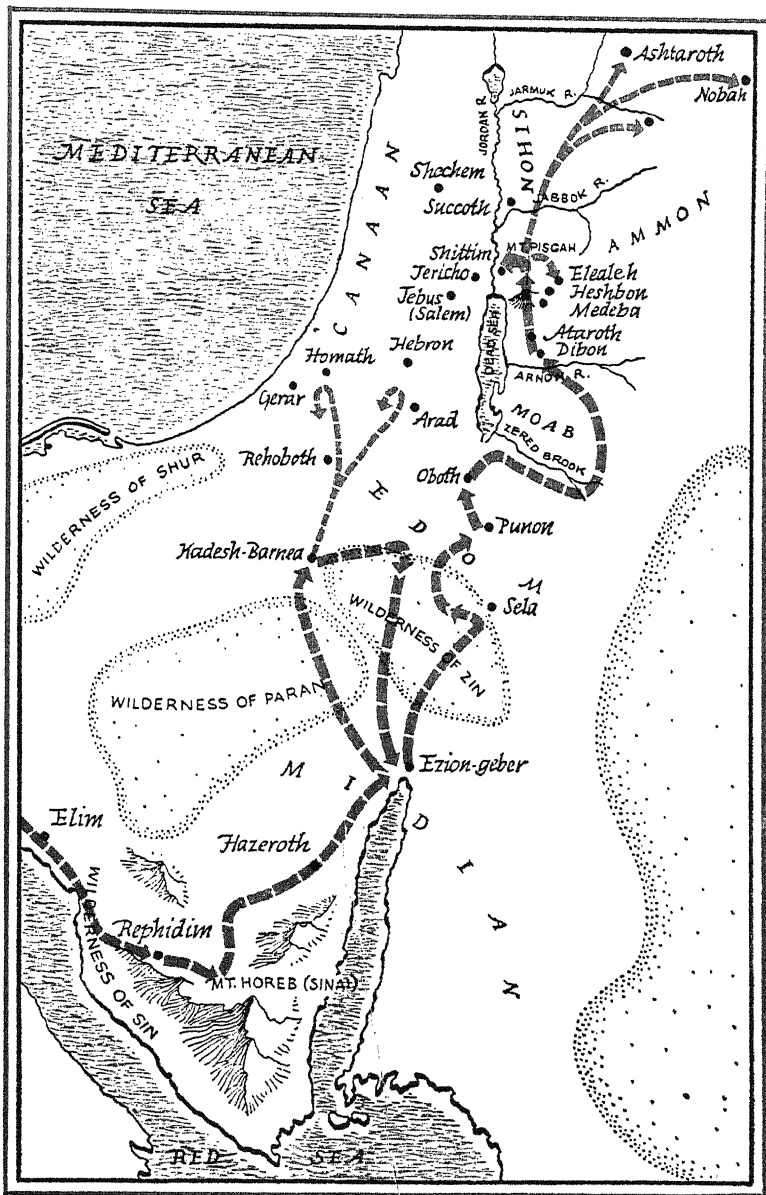 Ashtaroth
Nobah
JARMUK R.
JORDAN R
SIHON
MEDITERRANEAN
SEA
CANAAN
Shechem
Succoth
JABBOK R.
AMMON
Shittim
MT. PISGAH
Jericho
Elealeh
Jebus
(Salem)
Heshbon
Medeba
DEAD SEA
Ataroth
Dibon
Homath
Hebron
ARNON R.
Gerar
Arad
MOAB
ZERED BROOK
Rehoboth
Oboth
WILDERNESS OF SHUR
EDOM
Punon
Kadesh-Barnea
Sela
WILDERNESS OF ZIN
WILDERNESS OF PARAN
MIDIAN
Ezion-geber
Elim
Hazeroth
WILDERNESS OF SIN
Rephidim
MT. HOREB (SINAI)
RED SEA